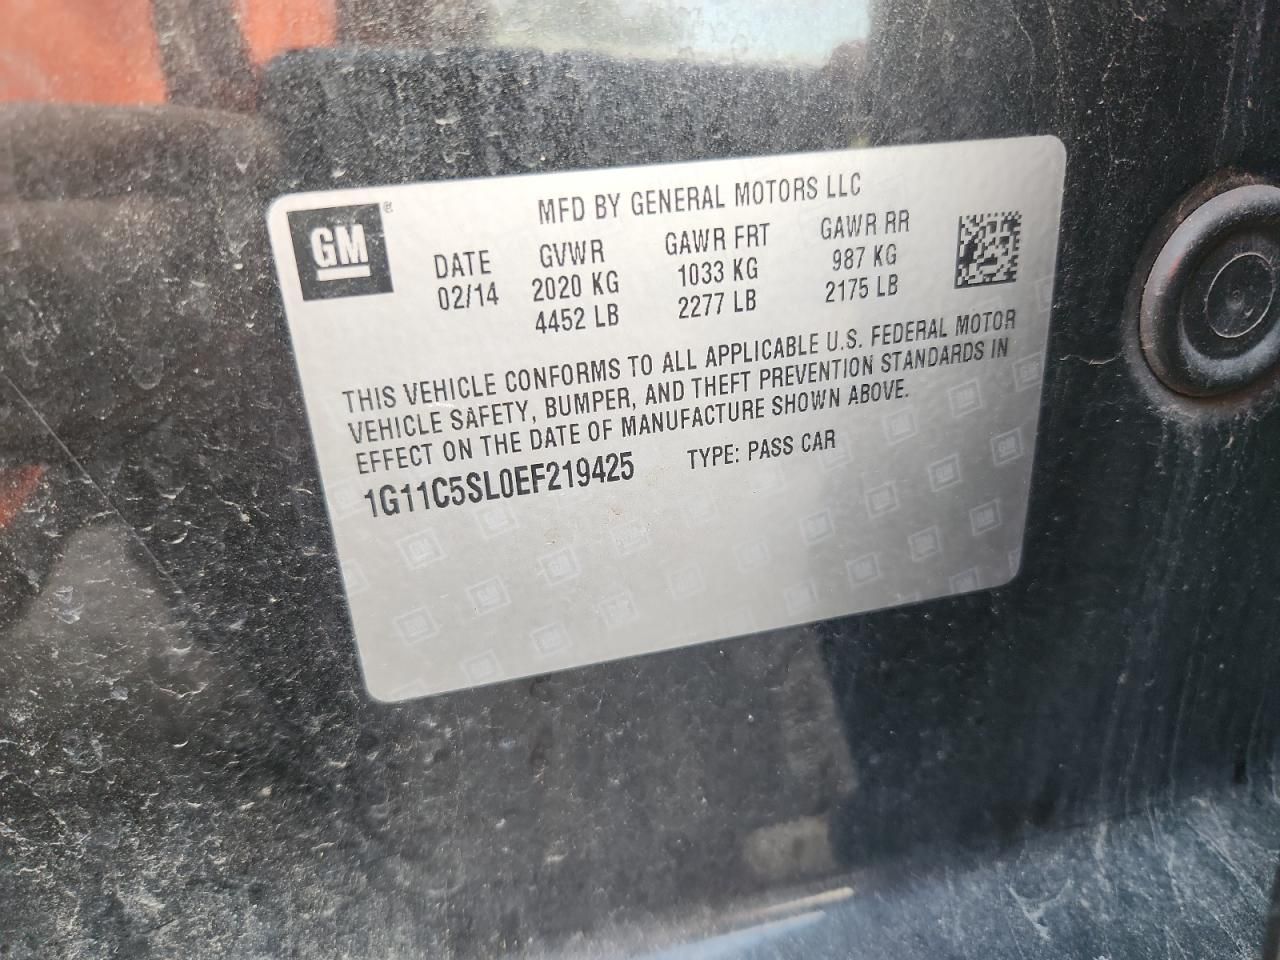 GM
MFD BY GENERAL MOTORS LLC
DATE GVWR GAWR FRT GAWR RR
02/14 2020 KG 1033 KG 987 KG
4452 LB 2277 LB 2175 LB
THIS VEHICLE CONFORMS TO ALL APPLICABLE U.S. FEDERAL MOTOR
VEHICLE SAFETY, BUMPER, AND THEFT PREVENTION STANDARDS IN
EFFECT ON THE DATE OF MANUFACTURE SHOWN ABOVE.
1G11C5SL0EF219425 TYPE: PASS CAR